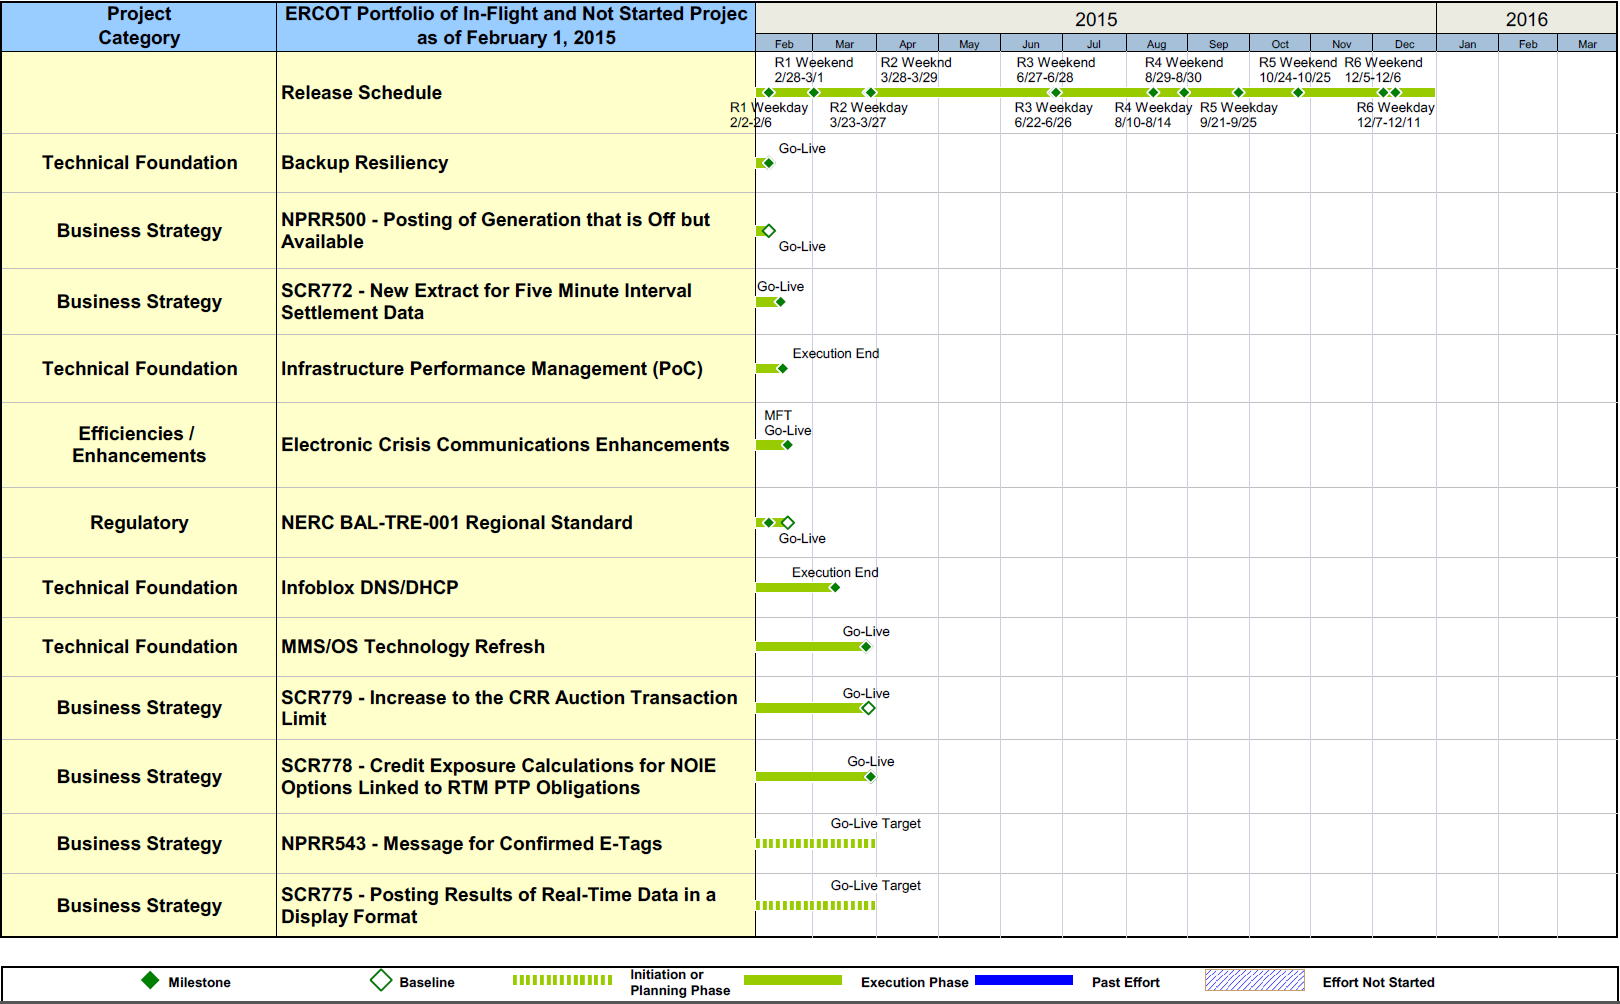 Project
Category
ERCOT Portfolio of In-Flight and Not Started Projec
as of February 1, 2015
2015
2016
Feb Mar Apr May Jun Jul Aug Sep Oct Nov Dec Jan Feb Mar
Release Schedule
R1 Weekend R2 Weeknd R3 Weekend R4 Weekend R5 Weekend R6 Weekend
2/28-3/1 3/28-3/29 6/27-6/28 8/29-8/30 10/24-10/25 12/5-12/6
R1 Weekday R2 Weekday R3 Weekday R4 Weekday R5 Weekday R6 Weekday
2/2-2/6 3/23-3/27 6/22-6/26 8/10-8/14 9/21-9/25 12/7-12/11
Technical Foundation
Backup Resiliency
Go-Live
Business Strategy
NPRR500 - Posting of Generation that is Off but
Available
Go-Live
Business Strategy
SCR772 - New Extract for Five Minute Interval
Settlement Data
Go-Live
Technical Foundation
Infrastructure Performance Management (PoC)
Execution End
Efficiencies /
Enhancements
Electronic Crisis Communications Enhancements
MFT
Go-Live
Regulatory
NERC BAL-TRE-001 Regional Standard
Go-Live
Technical Foundation
Infoblox DNS/DHCP
Execution End
Technical Foundation
MMS/OS Technology Refresh
Go-Live
Business Strategy
SCR779 - Increase to the CRR Auction Transaction
Limit
Go-Live
Business Strategy
SCR778 - Credit Exposure Calculations for NOIE
Options Linked to RTM PTP Obligations
Go-Live
Business Strategy
NPRR543 - Message for Confirmed E-Tags
Go-Live Target
Business Strategy
SCR775 - Posting Results of Real-Time Data in a
Display Format
Go-Live Target
Milestone
Baseline
Initiation or
Planning Phase
Execution Phase
Past Effort
Effort Not Started